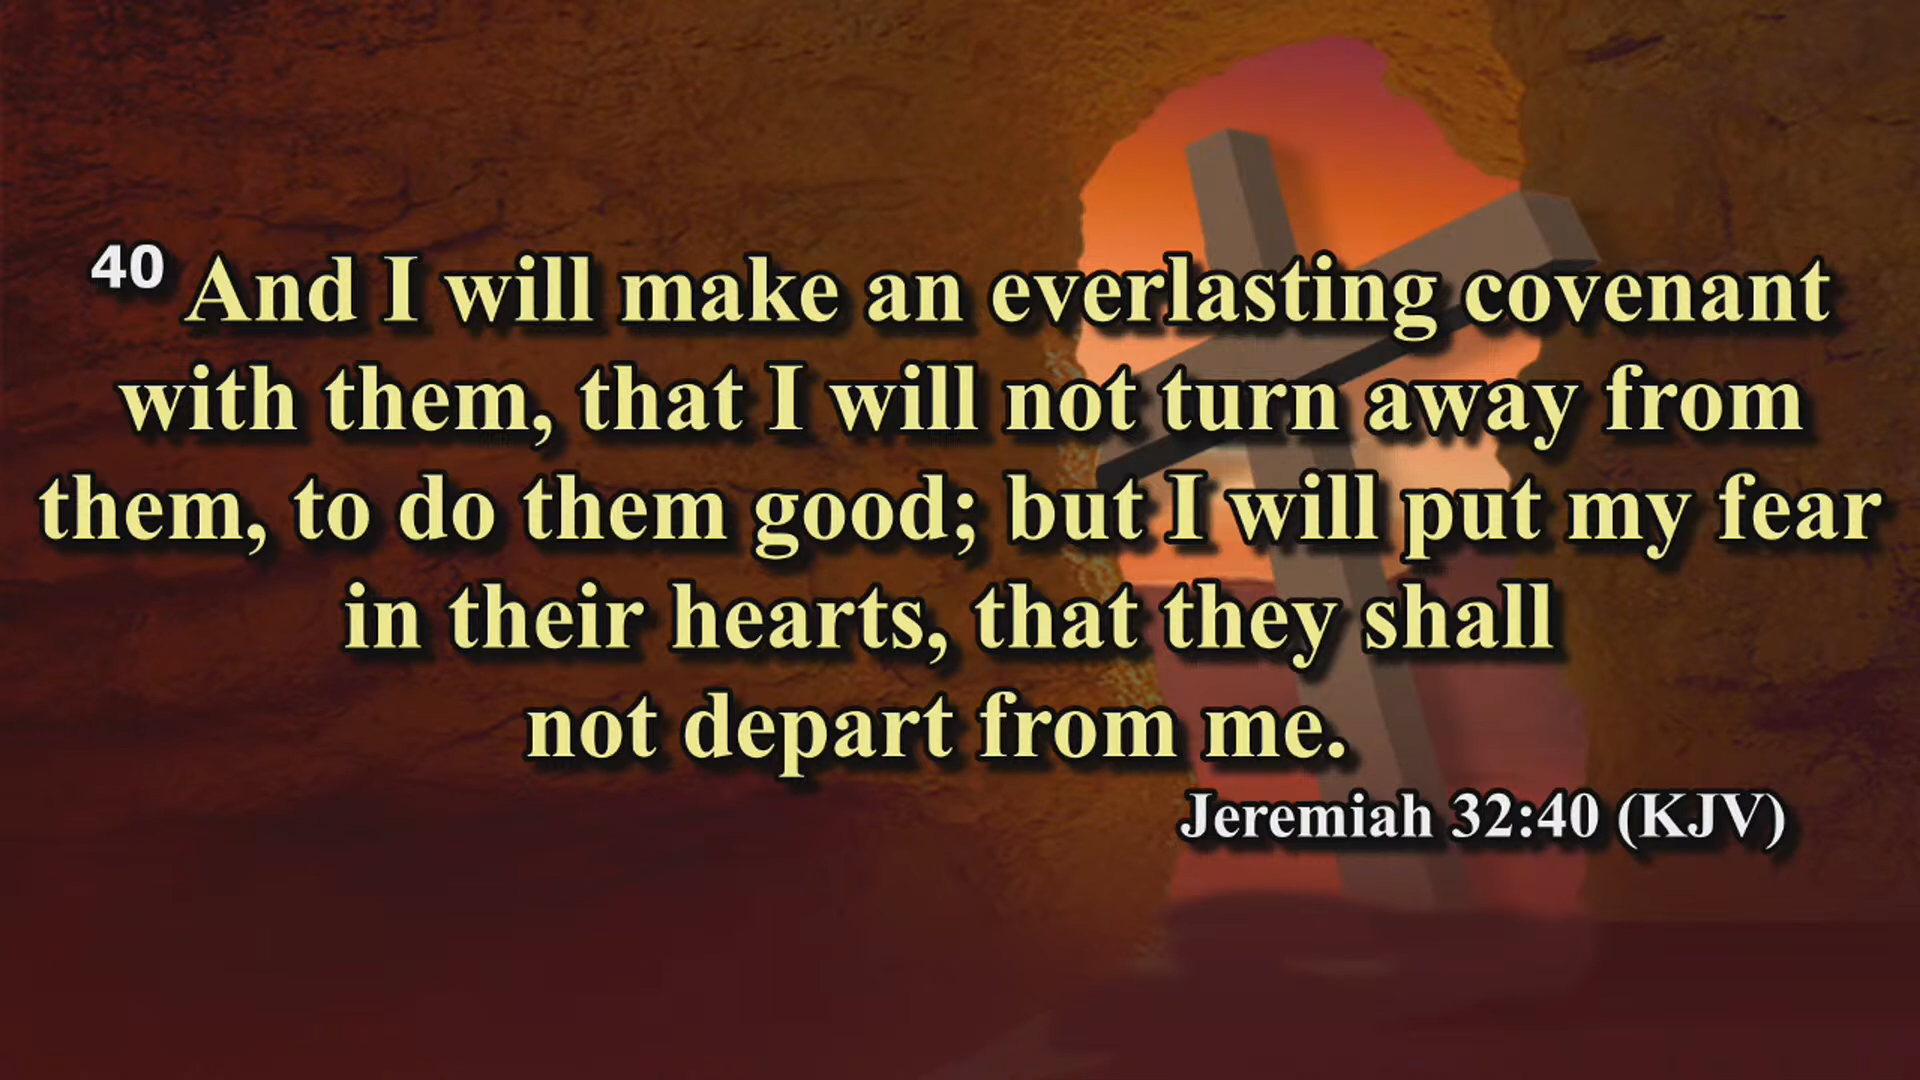 40 And I will make an everlasting covenant
with them, that I will not turn away from
them, to do them good; but I will put my fear
in their hearts, that they shall
not depart from me.
Jeremiah 32:40 (KJV)